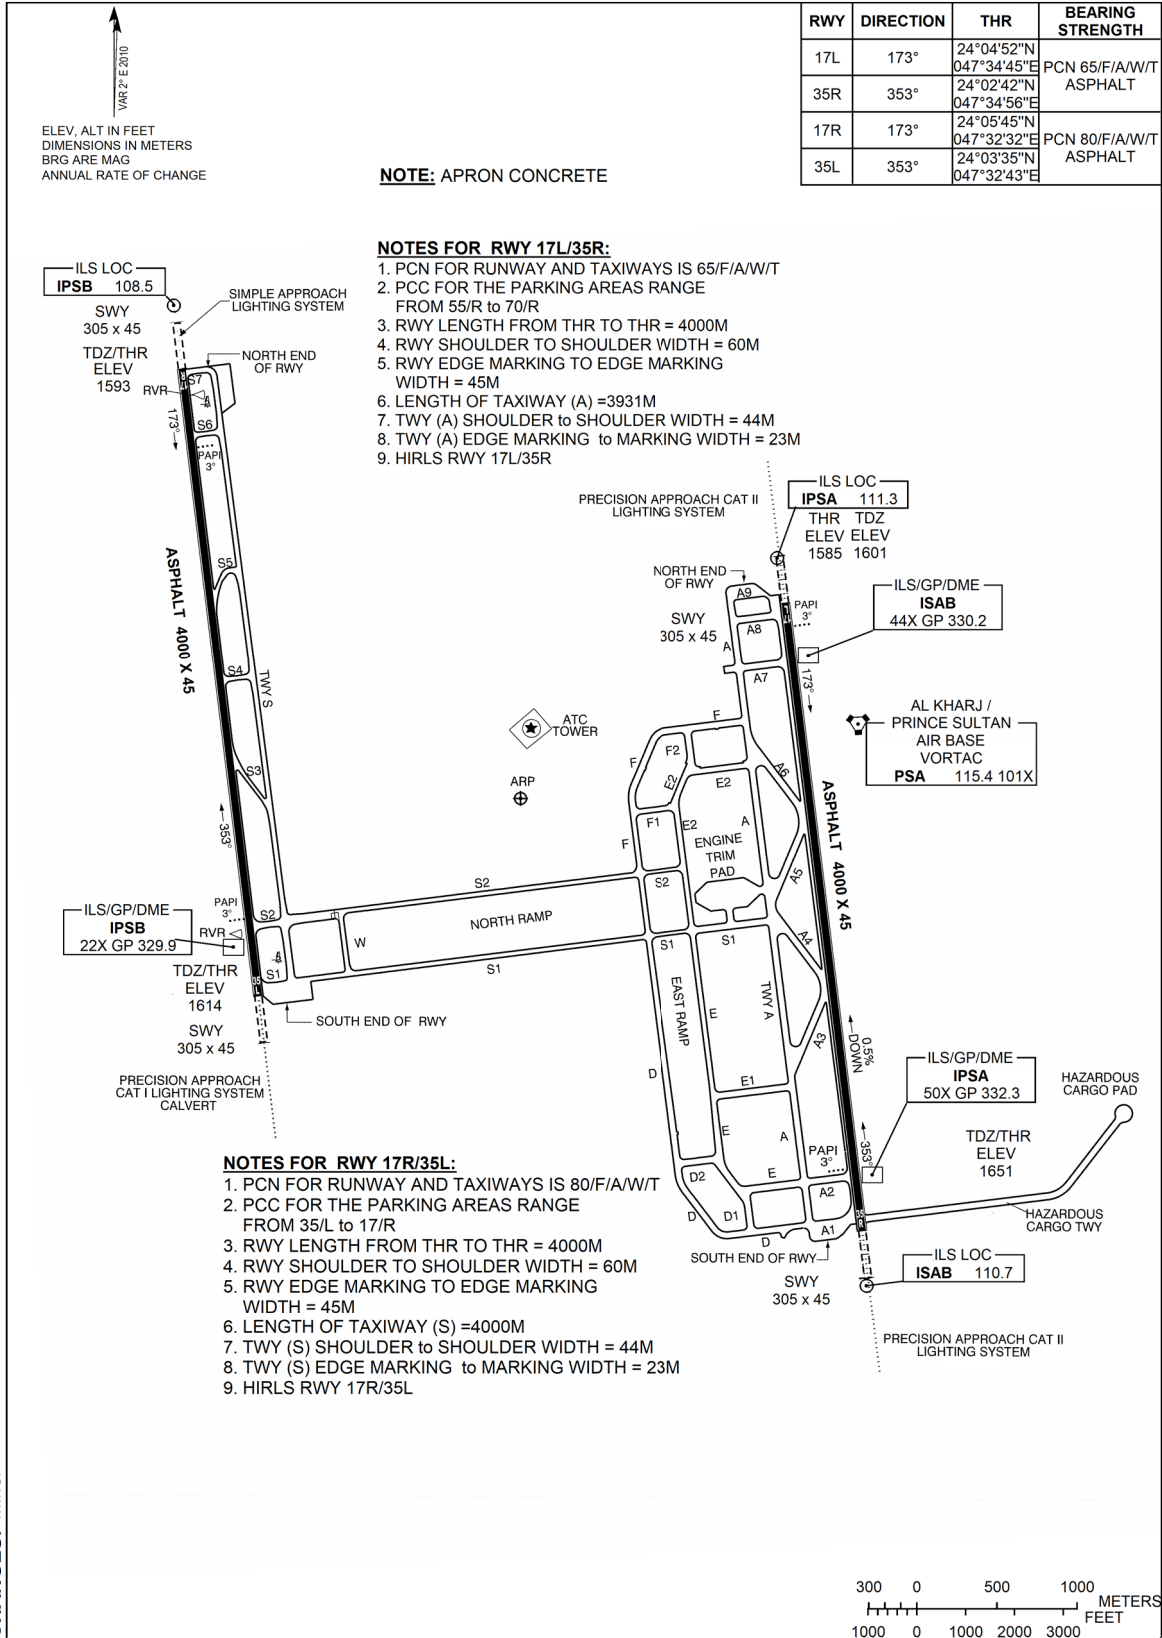 RWY DIRECTION THR BEARING STRENGTH
17L 173° 24°04'52"N 047°34'45"E PCN 65/F/A/W/T ASPHALT
35R 353° 24°02'42"N 047°34'56"E
17R 173° 24°05'45"N 047°32'32"E PCN 80/F/A/W/T ASPHALT
35L 353° 24°03'35"N 047°32'43"E
VAR 2° E 2010
ELEV, ALT IN FEET
DIMENSIONS IN METERS
BRG ARE MAG
ANNUAL RATE OF CHANGE
NOTE: APRON CONCRETE
NOTES FOR RWY 17L/35R:
1. PCN FOR RUNWAY AND TAXIWAYS IS 65/F/A/W/T
2. PCC FOR THE PARKING AREAS RANGE
FROM 55/R to 70/R
3. RWY LENGTH FROM THR TO THR = 4000M
4. RWY SHOULDER TO SHOULDER WIDTH = 60M
5. RWY EDGE MARKING TO EDGE MARKING
WIDTH = 45M
6. LENGTH OF TAXIWAY (A) =3931M
7. TWY (A) SHOULDER to SHOULDER WIDTH = 44M
8. TWY (A) EDGE MARKING to MARKING WIDTH = 23M
9. HIRLS RWY 17L/35R
ILS LOC
IPSB 108.5
SWY
305 x 45
TDZ/THR
ELEV
1593
SIMPLE APPROACH
LIGHTING SYSTEM
NORTH END
OF RWY
RVR
S7
173°
S6
PAPI
3°
S5
ASPHALT 4000 X 45
S4
TWY S
S3
353°
PAPI
3°
S2
RVR
ILS/GP/DME
IPSB
22X GP 329.9
S1
TDZ/THR
ELEV
1614
SWY
305 x 45
SOUTH END OF RWY
PRECISION APPROACH
CAT I LIGHTING SYSTEM
CALVERT
W
S2
NORTH RAMP
S1
ATC
TOWER
ARP
PRECISION APPROACH CAT II
LIGHTING SYSTEM
ILS LOC
IPSA 111.3
THR TDZ
ELEV ELEV
1585 1601
NORTH END
OF RWY
SWY
305 x 45
A9
PAPI
3°
A8
A
A7
173°
ILS/GP/DME
ISAB
44X GP 330.2
AL KHARJ /
PRINCE SULTAN
AIR BASE
VORTAC
PSA 115.4 101X
F
F2
F
E2
E2
A6
F1
E2
A
F
ENGINE
TRIM
PAD
ASPHALT 4000 X 45
S2
A5
S1
S1
A4
EAST RAMP
E
TWY A
A3
0.5%
DOWN
D
E1
E
A
PAPI
3°
353°
D2
E
A2
D
D1
D
A1
35R
SOUTH END OF RWY
SWY
305 x 45
ILS/GP/DME
IPSA
50X GP 332.3
TDZ/THR
ELEV
1651
HAZARDOUS
CARGO PAD
HAZARDOUS
CARGO TWY
ILS LOC
ISAB 110.7
PRECISION APPROACH CAT II
LIGHTING SYSTEM
NOTES FOR RWY 17R/35L:
1. PCN FOR RUNWAY AND TAXIWAYS IS 80/F/A/W/T
2. PCC FOR THE PARKING AREAS RANGE
FROM 35/L to 17/R
3. RWY LENGTH FROM THR TO THR = 4000M
4. RWY SHOULDER TO SHOULDER WIDTH = 60M
5. RWY EDGE MARKING TO EDGE MARKING
WIDTH = 45M
6. LENGTH OF TAXIWAY (S) =4000M
7. TWY (S) SHOULDER to SHOULDER WIDTH = 44M
8. TWY (S) EDGE MARKING to MARKING WIDTH = 23M
9. HIRLS RWY 17R/35L
300 0 500 1000
METERS
FEET
1000 0 1000 2000 3000